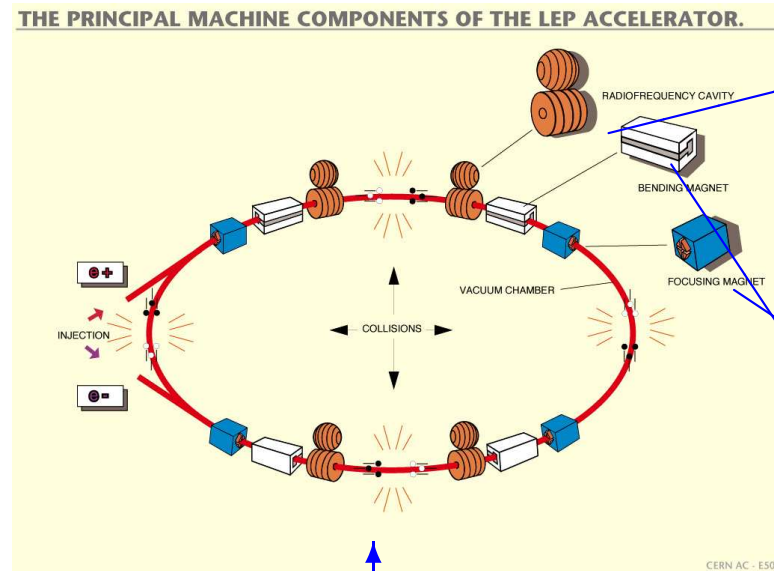 THE PRINCIPAL MACHINE COMPONENTS OF THE LEP ACCELERATOR.
RADIOFREQUENCY CAVITY
BENDING MAGNET
e+
FOCUSING MAGNET
VACUUM CHAMBER
INJECTION
COLLISIONS
e-
CERN AC - E50